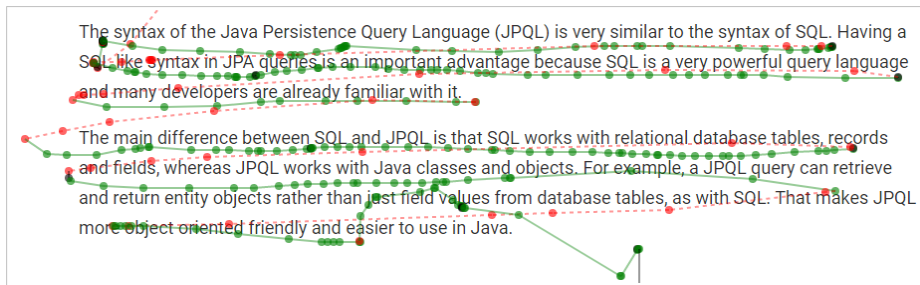 The syntax of the Java Persistence Query Language (JPQL) is very similar to the syntax of SQL. Having a
SQL like syntax in JPA queries is an important advantage because SQL is a very powerful query language
and many developers are already familiar with it.
The main difference between SQL and JPQL is that SQL works with relational database tables, records
and fields, whereas JPQL works with Java classes and objects. For example, a JPQL query can retrieve
and return entity objects rather than just field values from database tables, as with SQL. That makes JPQL
more object oriented friendly and easier to use in Java.